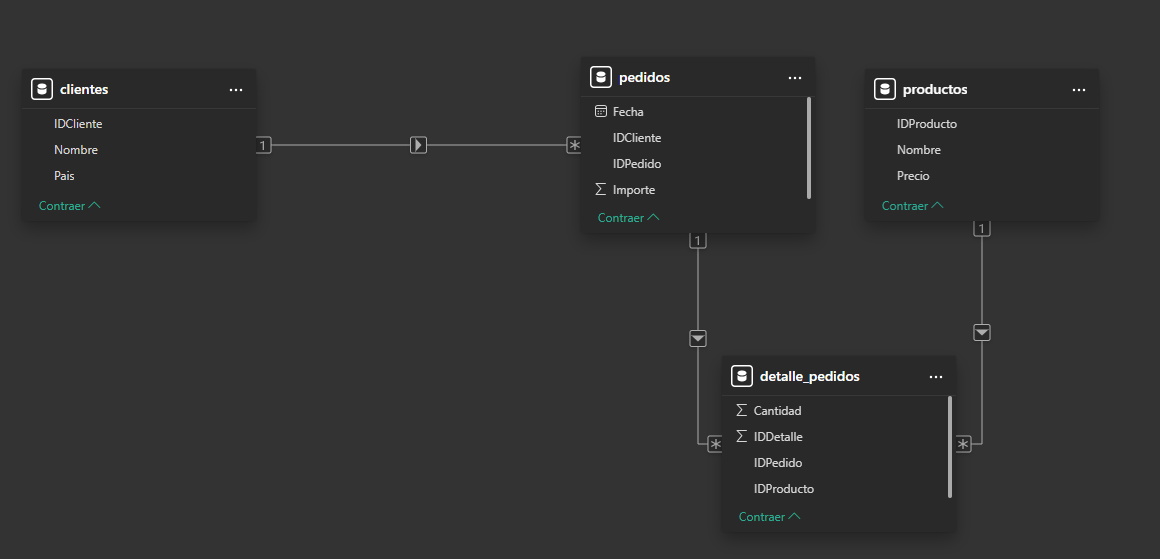 clientes
IDCliente
Nombre
Pais
Contraer
1
*
pedidos
Fecha
IDCliente
IDPedido
Importe
Contraer
1
productos
IDProducto
Nombre
Precio
Contraer
1
detalle_pedidos
Cantidad
IDDetalle
IDPedido
IDProducto
Contraer
*
*